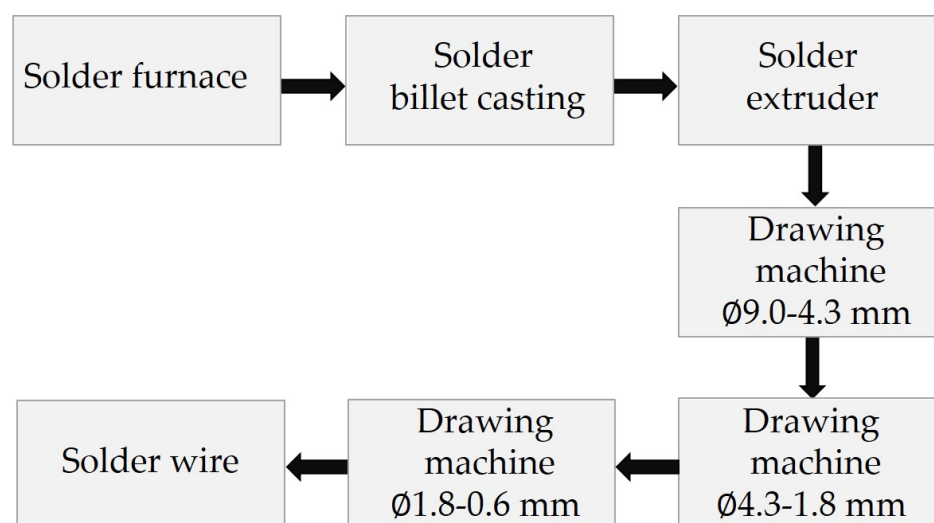 Solder furnace
Solder
billet casting
Solder
extruder
Drawing
machine
Ø9.0-4.3 mm
Drawing
machine
Ø4.3-1.8 mm
Drawing
machine
Ø1.8-0.6 mm
Solder wire